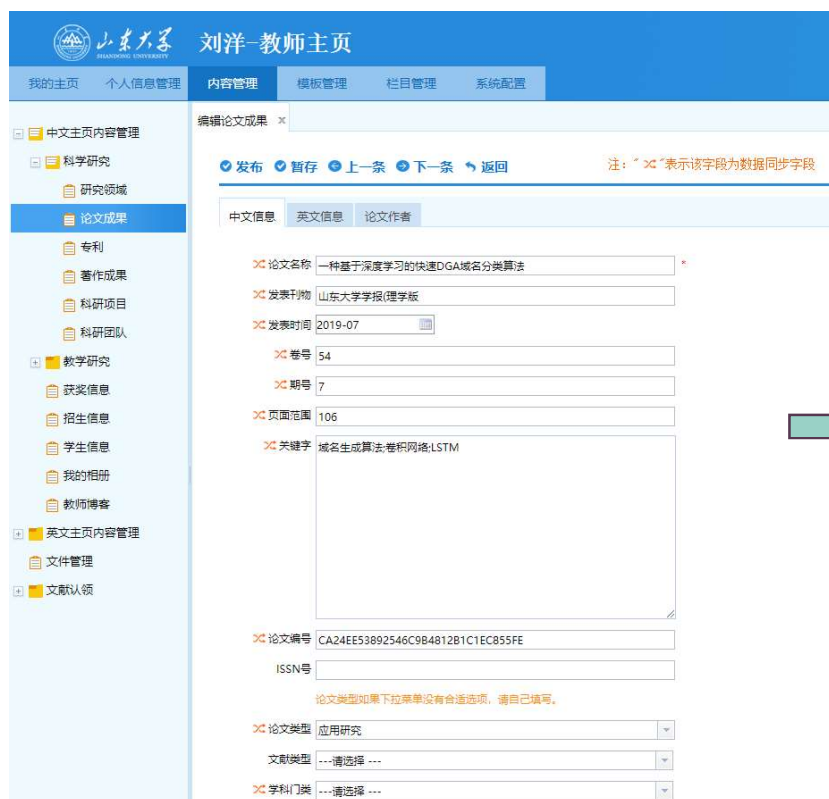 山东大学 刘洋-教师主页
SHANDONG UNIVERSITY
我的主页 个人信息管理 内容管理 模板管理 栏目管理 系统配置
编辑论文成果 ×
中文主页内容管理
科学研究
研究领域
论文成果
专利
著作成果
科研项目
科研团队
教学研究
获奖信息
招生信息
学生信息
我的相册
教师博客
英文主页内容管理
文件管理
文献认领
发布 暂存 上一条 下一条 返回 注：“ ”表示该字段为数据同步字段
中文信息 英文信息 论文作者
论文名称 一种基于深度学习的快速DGA域名分类算法 *
发表刊物 山东大学学报(理学版
发表时间 2019-07
卷号 54
期号 7
页面范围 106
关键字 域名生成算法;卷积网络;LSTM
论文编号 CA24EE53892546C9B4812B1C1EC855FE
ISSN号
论文类型如果下拉菜单没有合适选项，请自己填写。
论文类型 应用研究
文献类型 ---请选择 ---
学科门类 ---请选择 ---